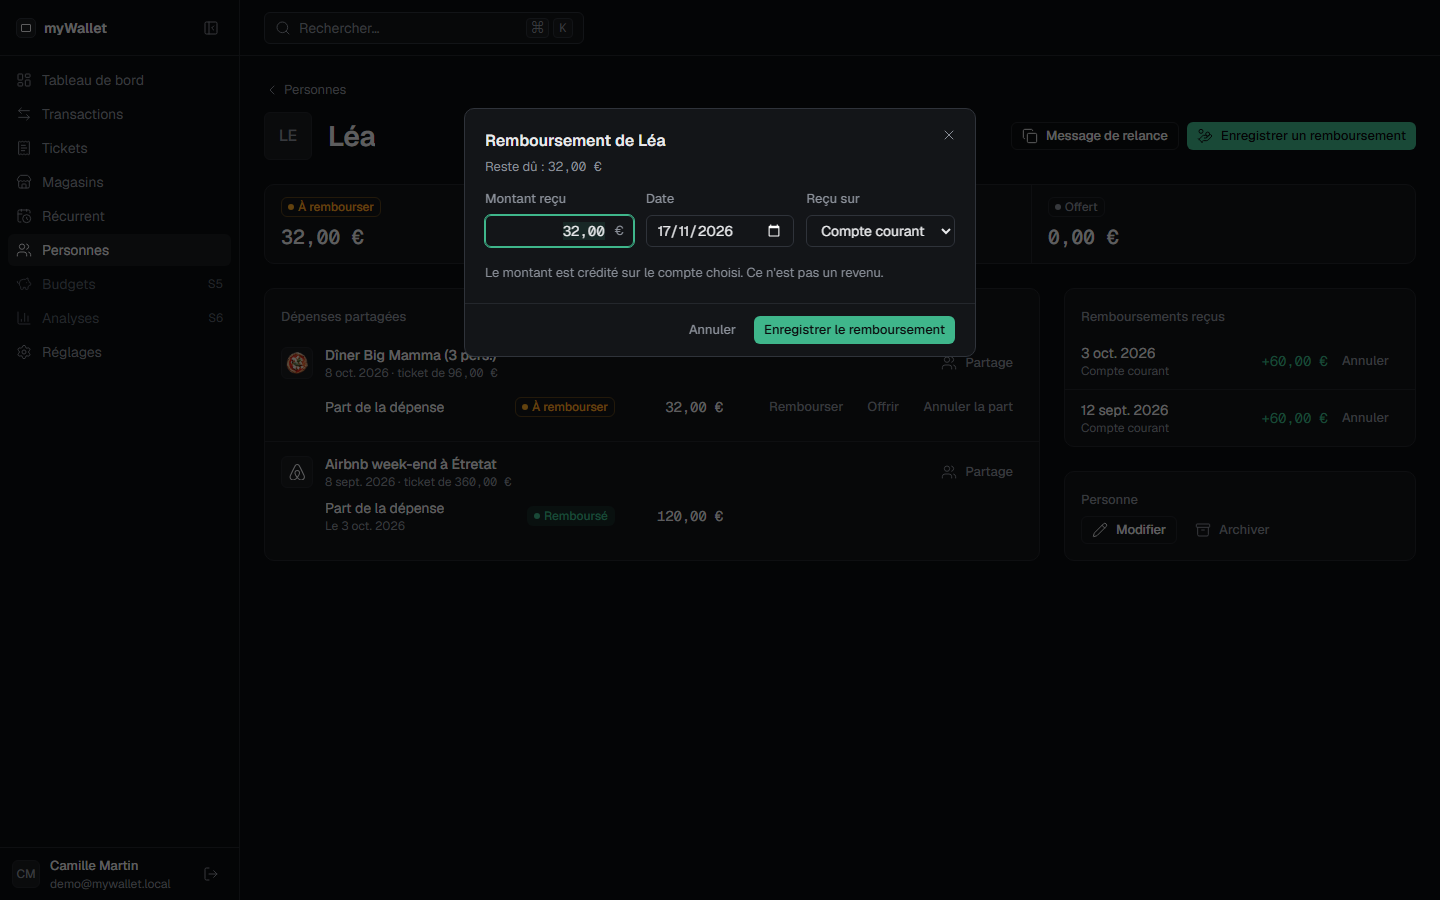 myWallet
Rechercher...
⌘ K
Tableau de bord
Transactions
Tickets
Magasins
Récurrent
Personnes
Budgets S5
Analyses S6
Réglages
Camille Martin
CM
demo@mywallet.local
Personnes
LE Léa
Message de relance
Enregistrer un remboursement
À rembourser
32,00 €
Offert
0,00 €
Remboursement de Léa
Reste dû : 32,00 €
Montant reçu Date Reçu sur
32,00 € 17/11/2026 Compte courant
Le montant est crédité sur le compte choisi. Ce n'est pas un revenu.
Annuler Enregistrer le remboursement
Dépenses partagées
Dîner Big Mamma (3 pers.)
8 oct. 2026 · ticket de 96,00 €
Partage
Part de la dépense À rembourser 32,00 € Rembourser Offrir Annuler la part
Airbnb week-end à Étretat
8 sept. 2026 · ticket de 360,00 €
Partage
Part de la dépense Remboursé 120,00 €
Le 3 oct. 2026
Remboursements reçus
3 oct. 2026
Compte courant
+60,00 € Annuler
12 sept. 2026
Compte courant
+60,00 € Annuler
Personne
Modifier Archiver